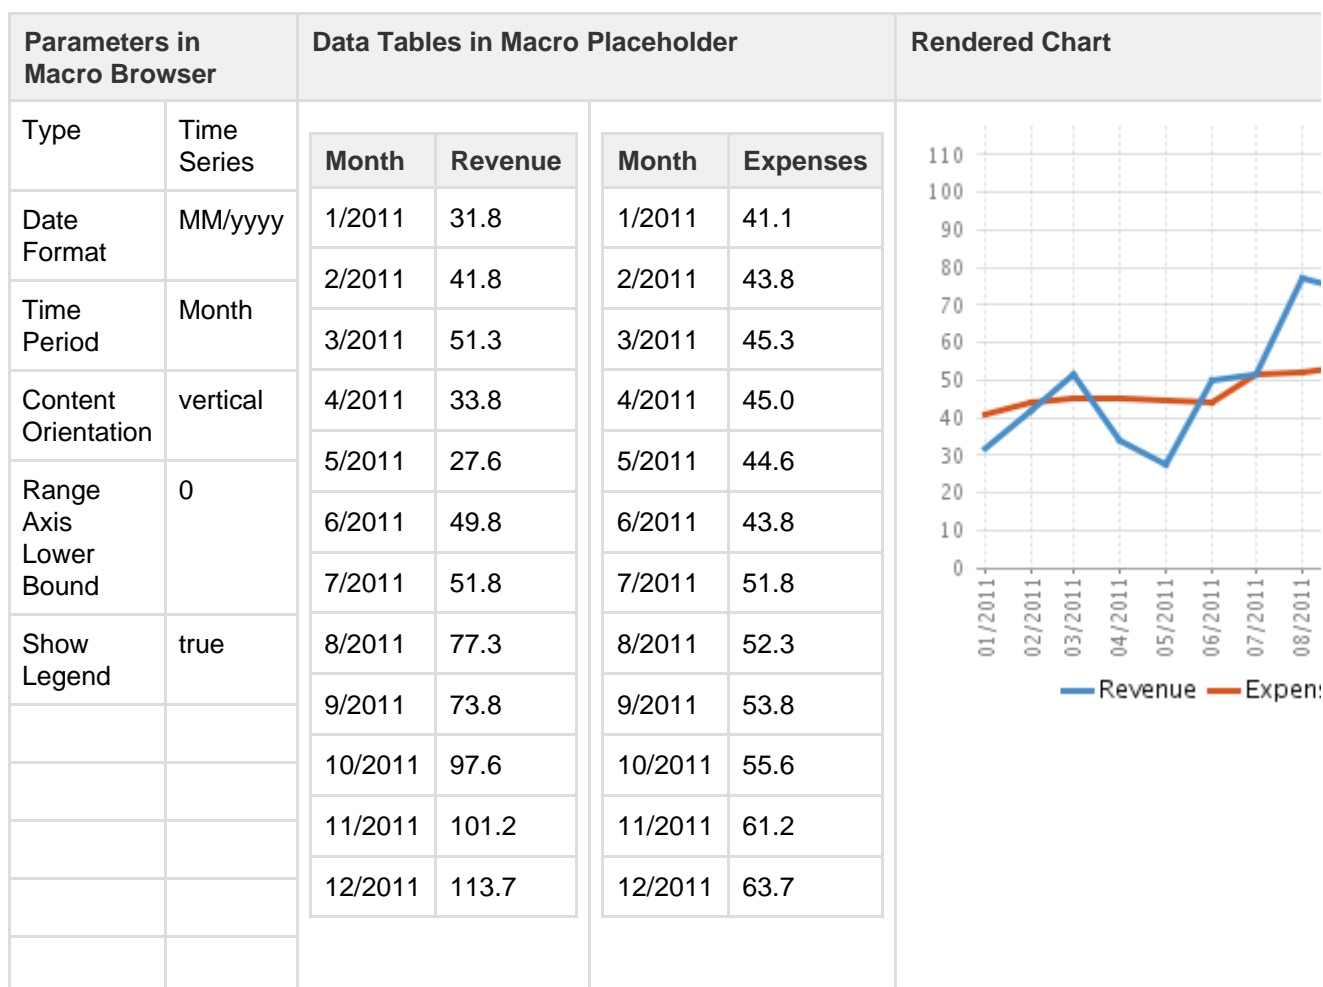 Parameters in
Macro Browser
Data Tables in Macro Placeholder
Rendered Chart
Type
Time
Series
Date
Format
MM/yyyy
Time
Period
Month
Content
Orientation
vertical
Range
Axis
Lower
Bound
0
Show
Legend
true
Month Revenue
1/2011 31.8
2/2011 41.8
3/2011 51.3
4/2011 33.8
5/2011 27.6
6/2011 49.8
7/2011 51.8
8/2011 77.3
9/2011 73.8
10/2011 97.6
11/2011 101.2
12/2011 113.7
Month Expenses
1/2011 41.1
2/2011 43.8
3/2011 45.3
4/2011 45.0
5/2011 44.6
6/2011 43.8
7/2011 51.8
8/2011 52.3
9/2011 53.8
10/2011 55.6
11/2011 61.2
12/2011 63.7
110
100
90
80
70
60
50
40
30
20
10
0
01/2011
02/2011
03/2011
04/2011
05/2011
06/2011
07/2011
08/2011
Revenue Expens